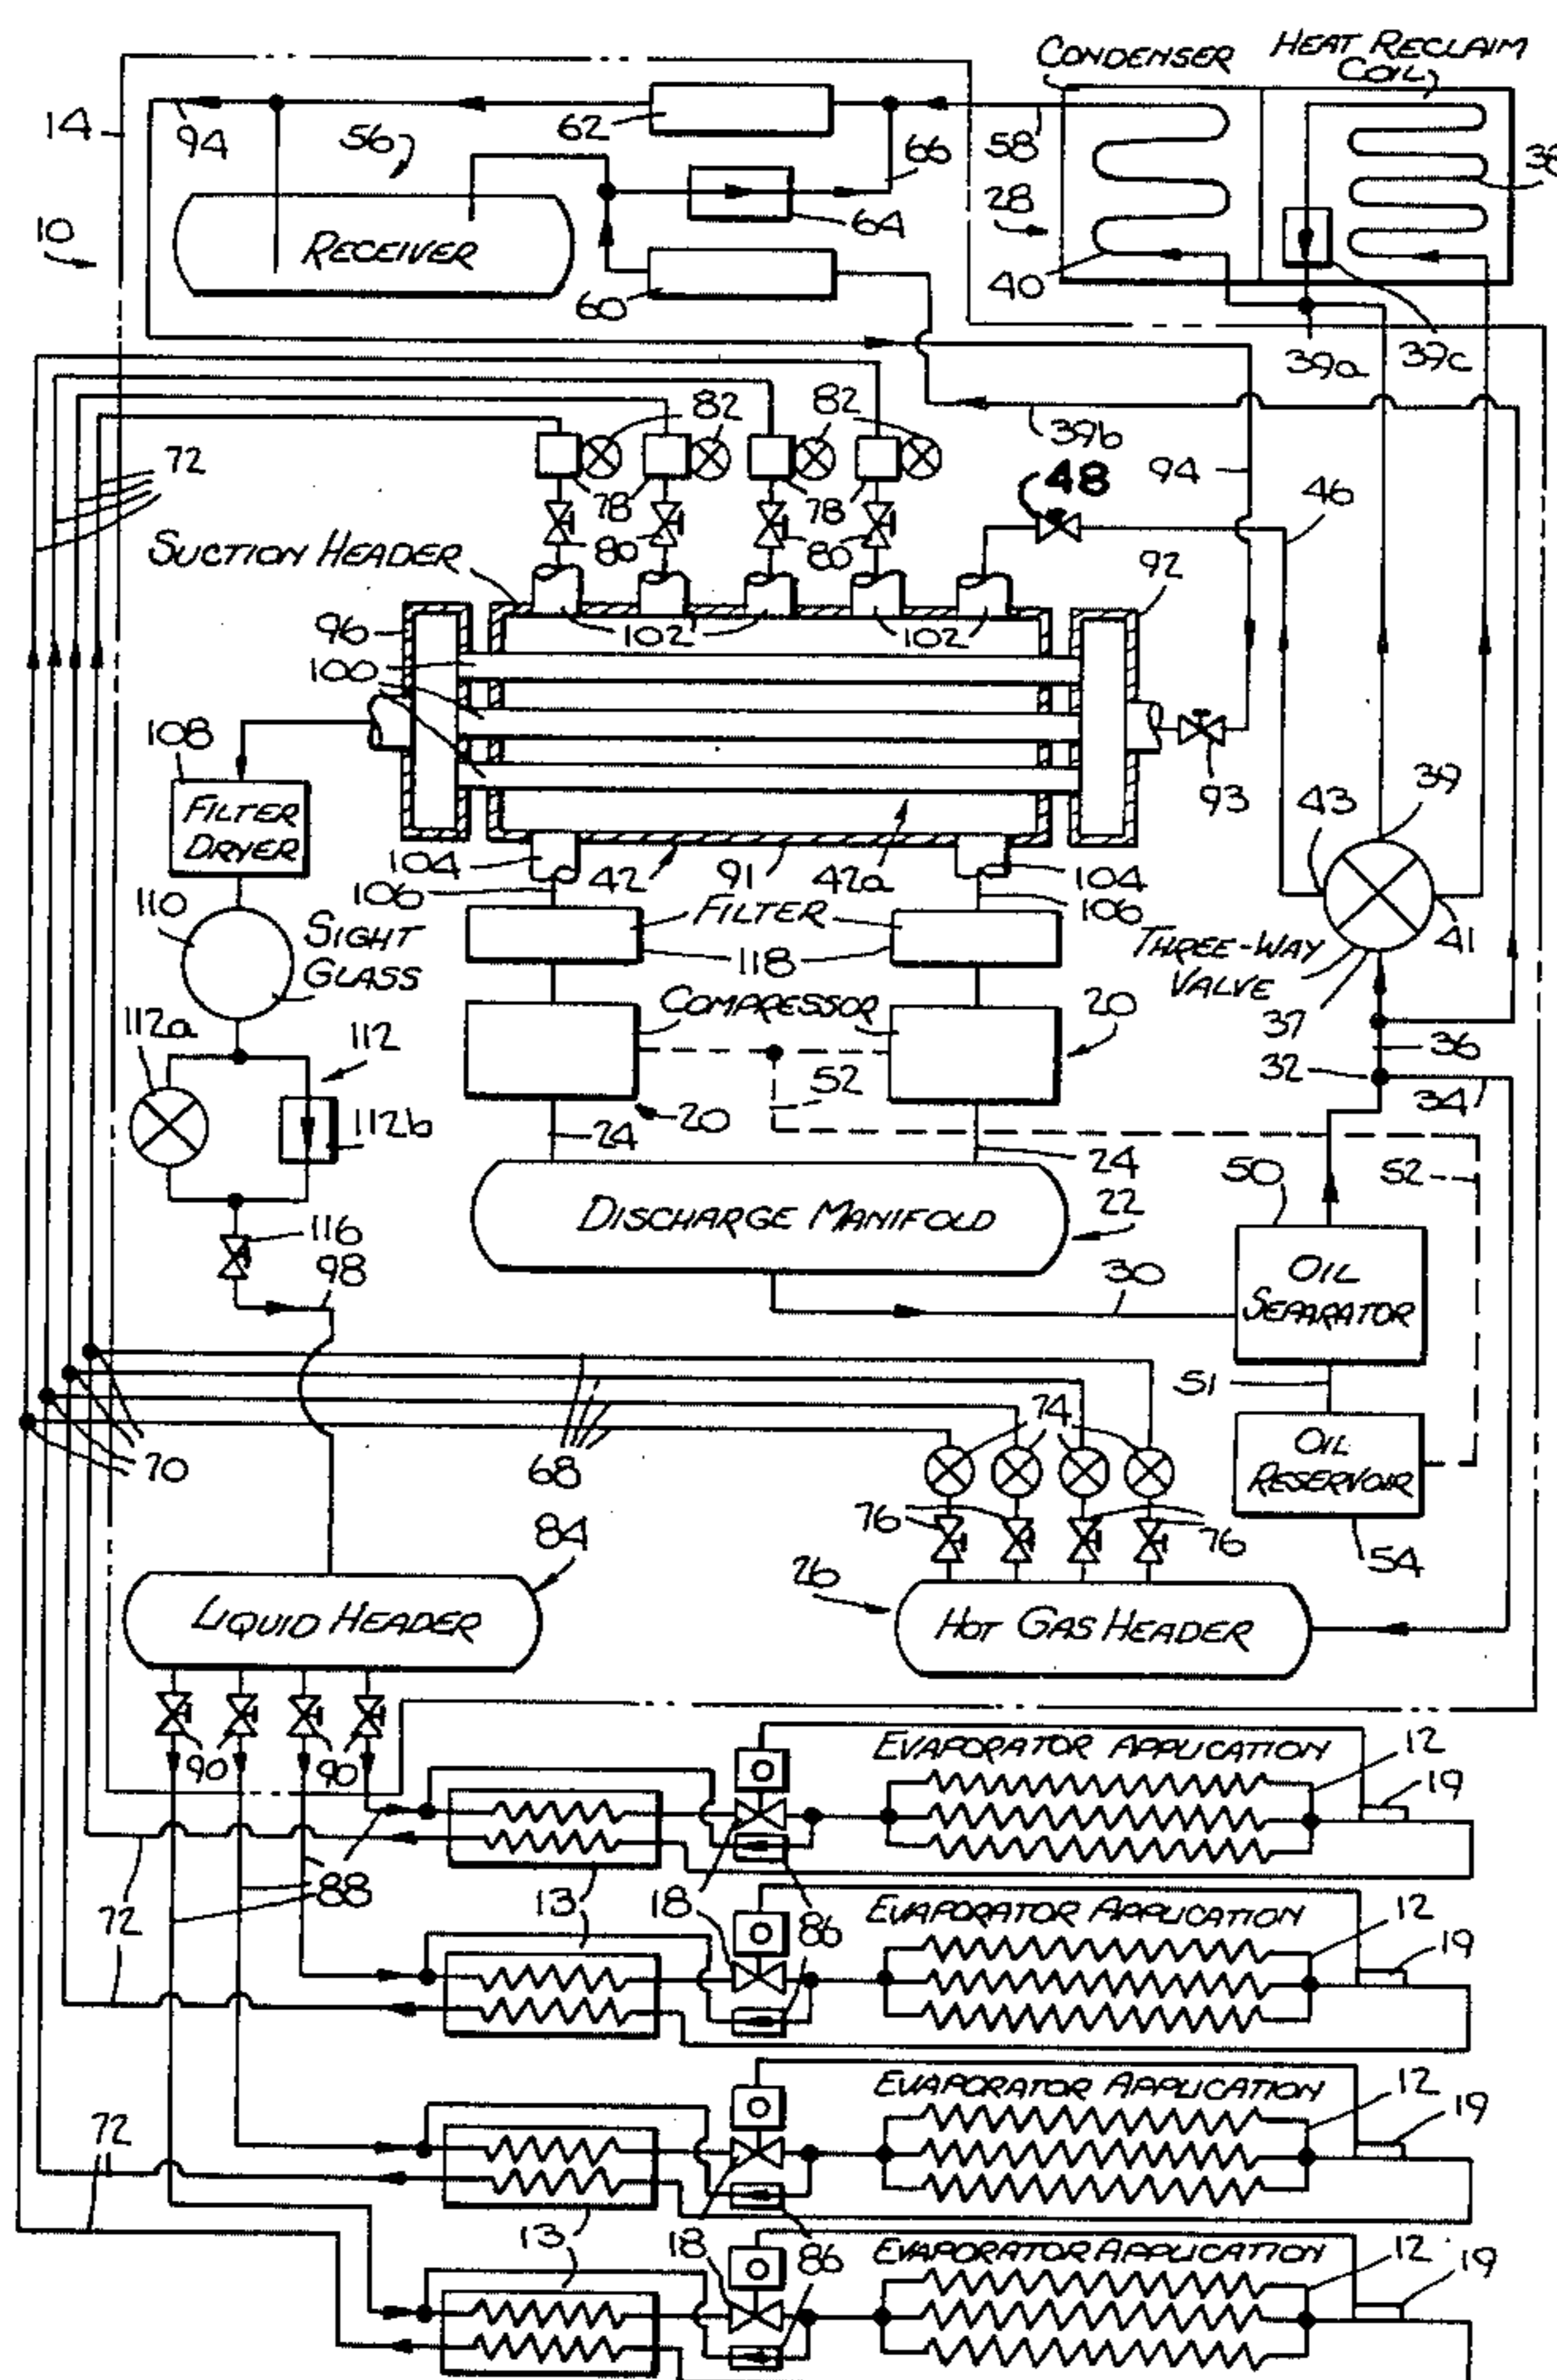 CONDENSER
HEAT RECLAIM
COIL
14
94
56
62
58
66
38
10
RECEIVER
64
28
60
40
39a
39c
82
82
39b
72
94
46
48
78
78
80
80
SUCTION HEADER
92
96
102
102
100
108
FILTER
DRYER
93
43
39
104
42
91
42a
104
106
106
41
110
SIGHT
GLASS
FILTER
118
THREE-WAY
VALVE
37
COMPRESSOR
20
36
112a
112
32
34
52
112b
20
24
24
50
52
DISCHARGE MANIFOLD
22
116
98
30
OIL
SEPARATOR
51
74
70
68
OIL
RESERVOIR
76
76
54
84
26
LIQUID HEADER
HOT GAS HEADER
90
90
EVAPORATOR APPLICATION
12
19
88
72
13
18
86
EVAPORATOR APPLICATION
12
19
72
EVAPORATOR APPLICATION
12
19
13
18
86
EVAPORATOR APPLICATION
12
19